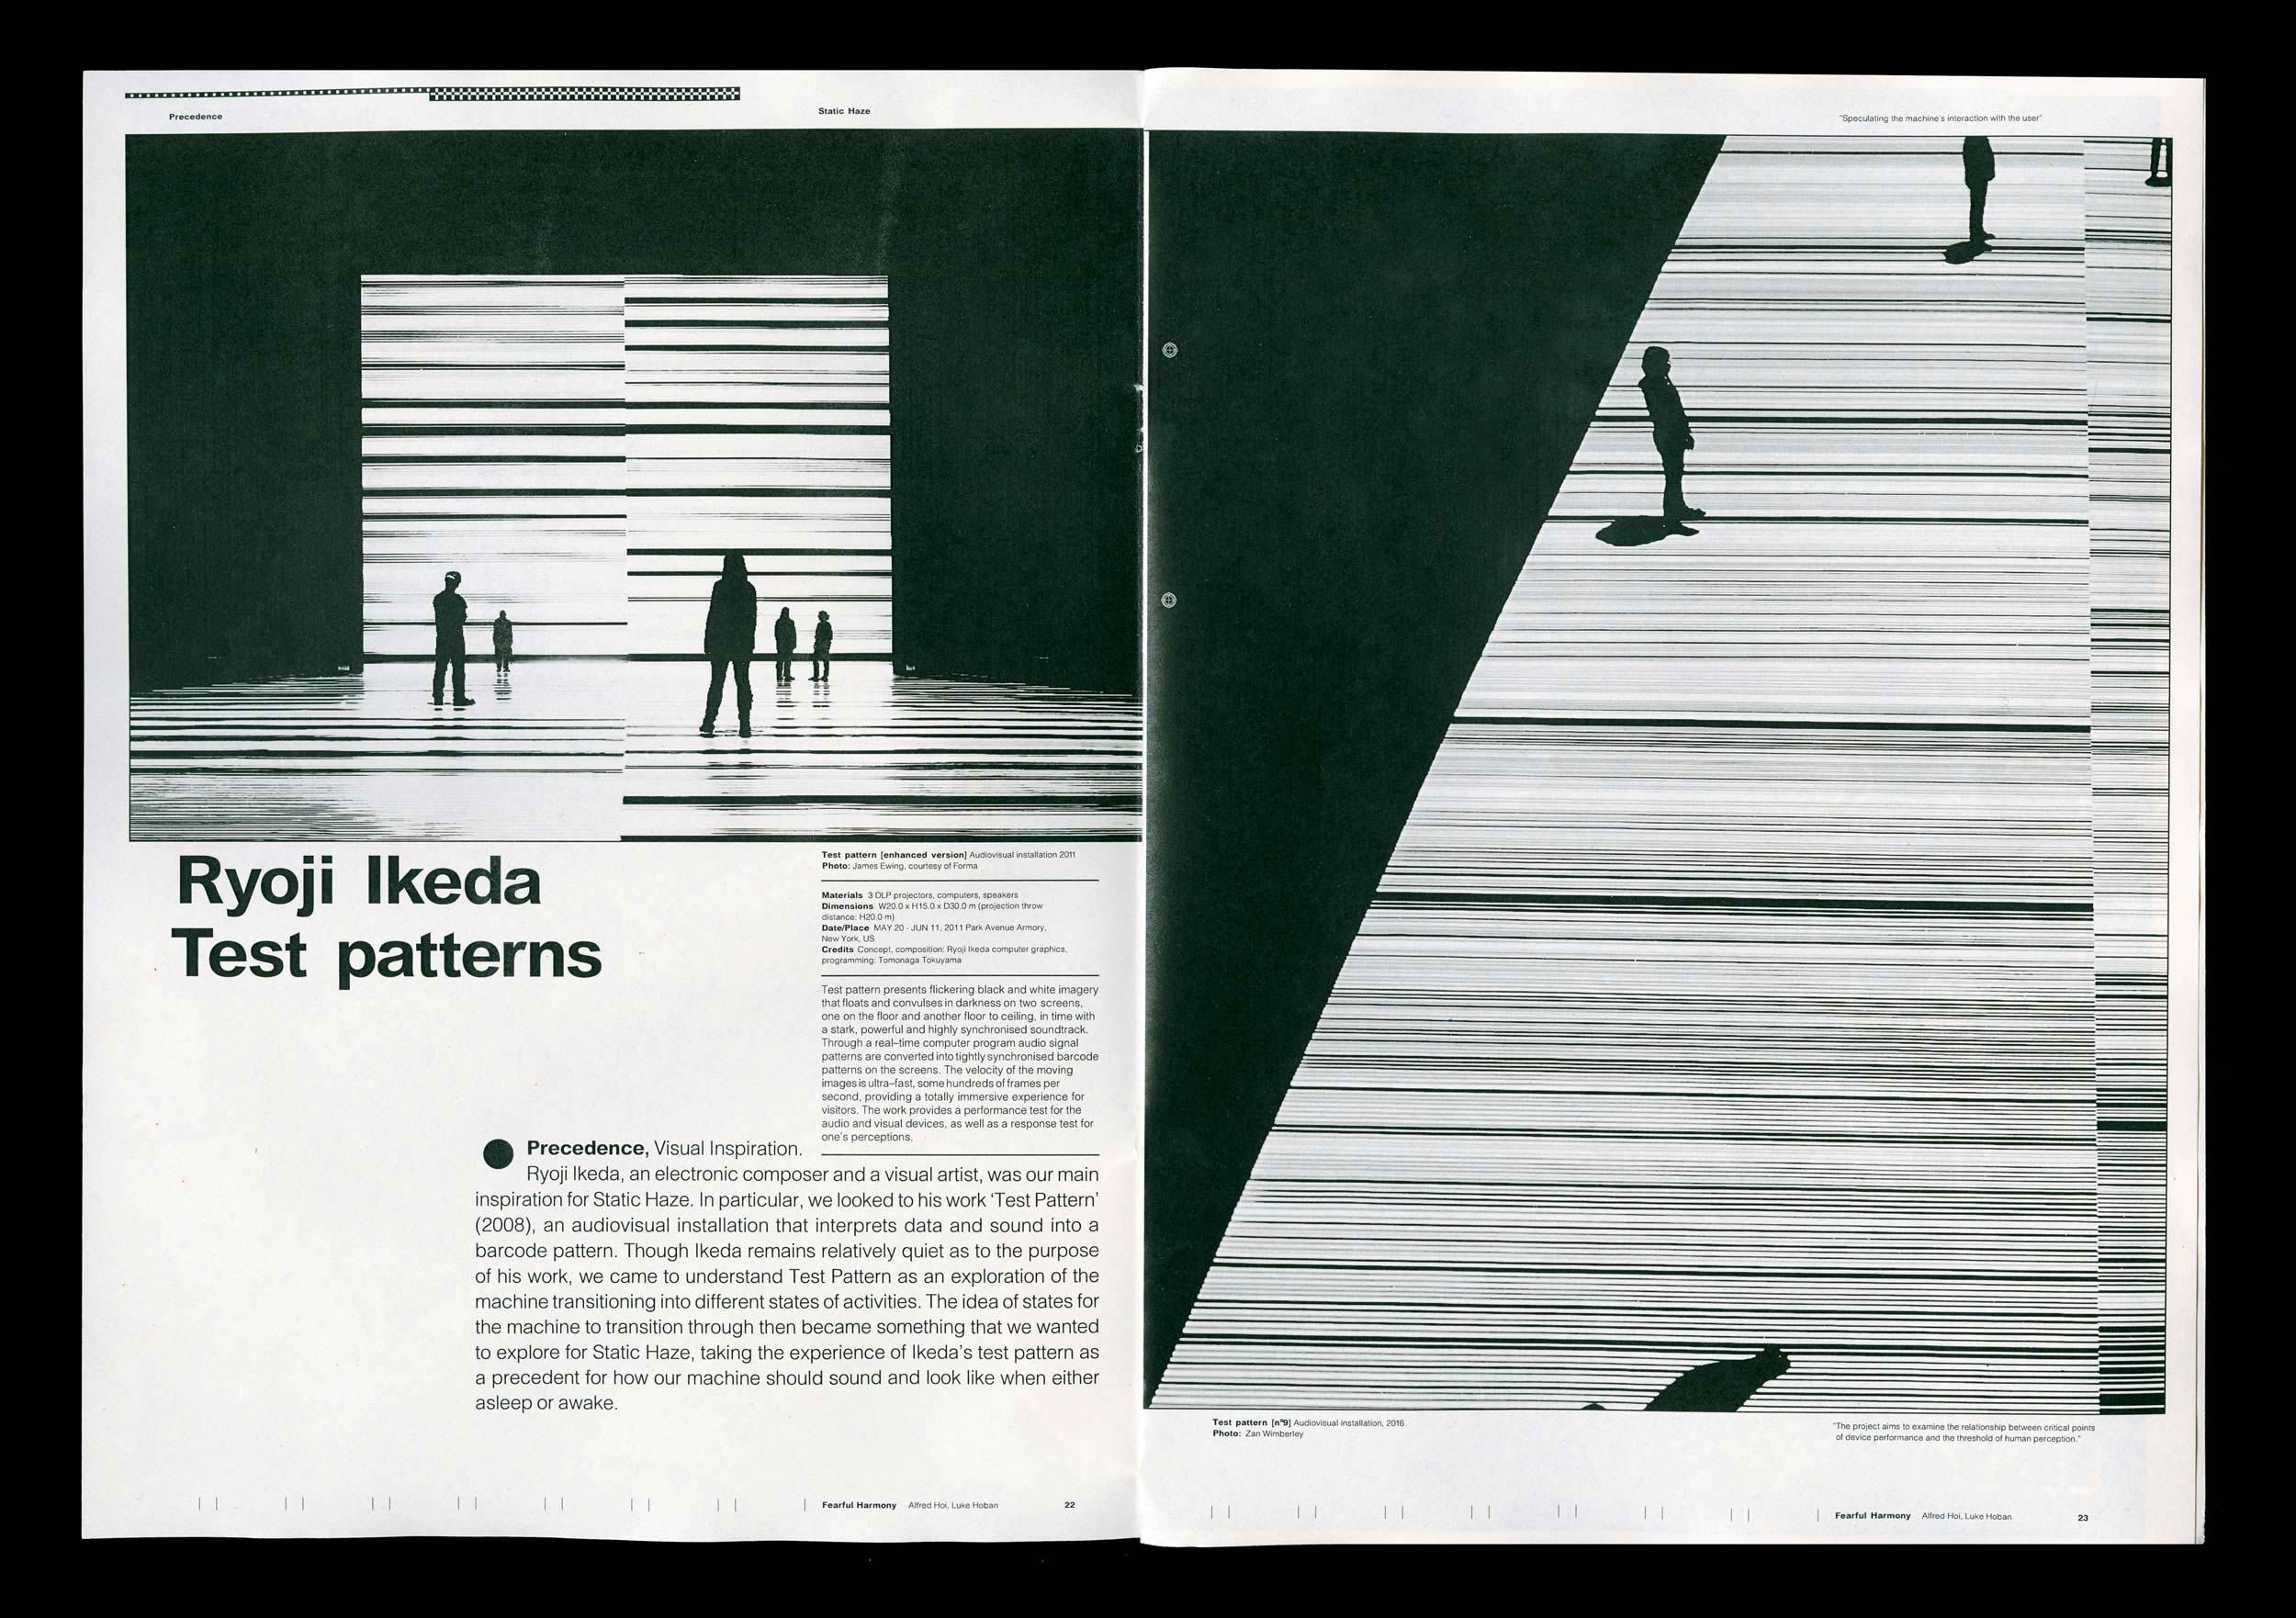 Precedence
Static Haze
"Speculating the machine's interaction with the user"
Ryoji Ikeda
Test patterns
Test pattern [enhanced version] Audiovisual installation 2011
Photo: James Ewing, courtesy of Forma
Materials 3 DLP projectors, computers, speakers
Dimensions W20.0 x H15.0 x D30.0 m (projection throw
distance: H20.0 m)
Date/Place MAY 20 - JUN 11, 2011 Park Avenue Armory,
New York, US
Credits Concept, composition: Ryoji Ikeda computer graphics,
programming: Tomonaga Tokuyama
Test pattern presents flickering black and white imagery
that floats and convulses in darkness on two screens,
one on the floor and another floor to ceiling, in time with
a stark, powerful and highly synchronised soundtrack.
Through a real–time computer program audio signal
patterns are converted into tightly synchronised barcode
patterns on the screens. The velocity of the moving
images is ultra–fast, some hundreds of frames per
second, providing a totally immersive experience for
visitors. The work provides a performance test for the
audio and visual devices, as well as a response test for
one's perceptions.
Precedence, Visual Inspiration.
Ryoji Ikeda, an electronic composer and a visual artist, was our main
inspiration for Static Haze. In particular, we looked to his work ‘Test Pattern’
(2008), an audiovisual installation that interprets data and sound into a
barcode pattern. Though Ikeda remains relatively quiet as to the purpose
of his work, we came to understand Test Pattern as an exploration of the
machine transitioning into different states of activities. The idea of states for
the machine to transition through then became something that we wanted
to explore for Static Haze, taking the experience of Ikeda’s test pattern as
a precedent for how our machine should sound and look like when either
asleep or awake.
Test pattern [nº9] Audiovisual installation, 2016
Photo: Zan Wimberley
"The project aims to examine the relationship between critical points
of device performance and the threshold of human perception."
Fearful Harmony Alfred Hoi, Luke Hoban 22
Fearful Harmony Alfred Hoi, Luke Hoban 23